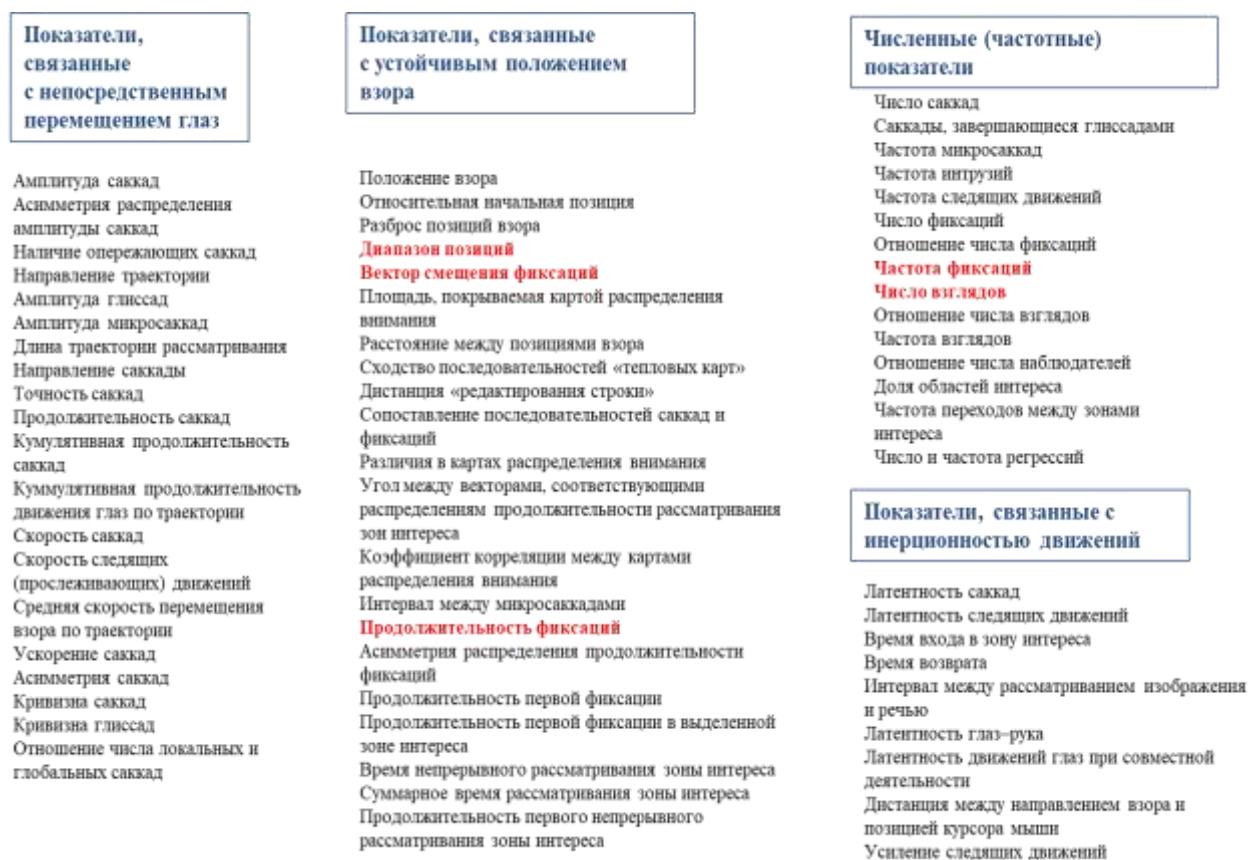 Показатели,
связанные
с непосредственным
перемещением глаз
Амплитуда саккад
Асимметрия распределения
амплитуды саккад
Наличие опережающих саккад
Направление траектории
Амплитуда глиссад
Амплитуда микросаккад
Длина траектории рассматривания
Направление саккады
Точность саккад
Продолжительность саккад
Кумулятивная продолжительность
саккад
Куммулятивная продолжительность
движения глаз по траектории
Скорость саккад
Скорость следящих
(прослеживающих) движений
Средняя скорость перемещения
взора по траектории
Ускорение саккад
Асимметрия саккад
Кривизна саккад
Кривизна глиссад
Отношение числа локальных и
глобальных саккад
Показатели, связанные
с устойчивым положением
взора
Положение взора
Относительная начальная позиция
Разброс позиций взора
Диапазон позиций
Вектор смещения фиксаций
Площадь, покрываемая картой распределения
внимания
Расстояние между позициями взора
Сходство последовательностей «тепловых карт»
Дистанция «редактирования строки»
Сопоставление последовательностей саккад и
фиксаций
Различия в картах распределения внимания
Угол между векторами, соответствующими
распределениям продолжительности рассматривания
зон интереса
Коэффициент корреляции между картами
распределения внимания
Интервал между микросаккадами
Продолжительность фиксаций
Асимметрия распределения продолжительности
фиксаций
Продолжительность первой фиксации
Продолжительность первой фиксации в выделенной
зоне интереса
Время непрерывного рассматривания зоны интереса
Суммарное время рассматривания зоны интереса
Продолжительность первого непрерывного
рассматривания зоны интереса
Численные (частотные)
показатели
Число саккад
Саккады, завершающиеся глиссадами
Частота микросаккад
Частота интрузий
Частота следящих движений
Число фиксаций
Отношение числа фиксаций
Частота фиксаций
Число взглядов
Отношение числа взглядов
Частота взглядов
Отношение числа наблюдателей
Доля областей интереса
Частота переходов между зонами
интереса
Число и частота регрессий
Показатели, связанные с
инерционностью движений
Латентность саккад
Латентность следящих движений
Время входа в зону интереса
Время возврата
Интервал между рассматриванием изображения
и речью
Латентность глаз–рука
Латентность движений глаз при совместной
деятельности
Дистанция между направлением взора и
позицией курсора мыши
Усиление следящих движений